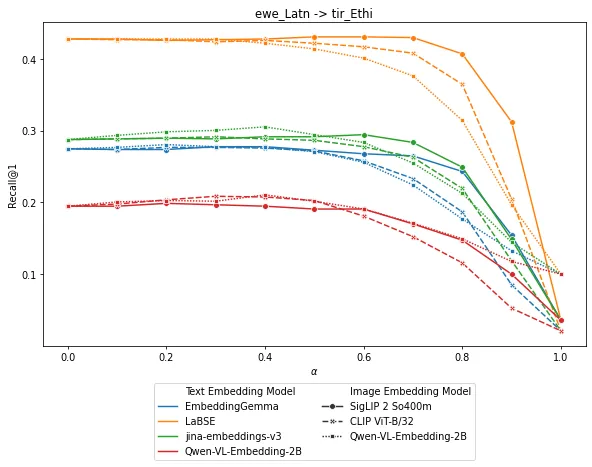 ewe_Latn -> tir_Ethi
Recall@1
0.4
0.3
0.2
0.1
0.0 0.2 0.4 0.6 0.8 1.0
α
Text Embedding Model Image Embedding Model
EmbeddingGemma SigLIP 2 So400m
LaBSE CLIP ViT-B/32
jina-embeddings-v3 Qwen-VL-Embedding-2B
Qwen-VL-Embedding-2B